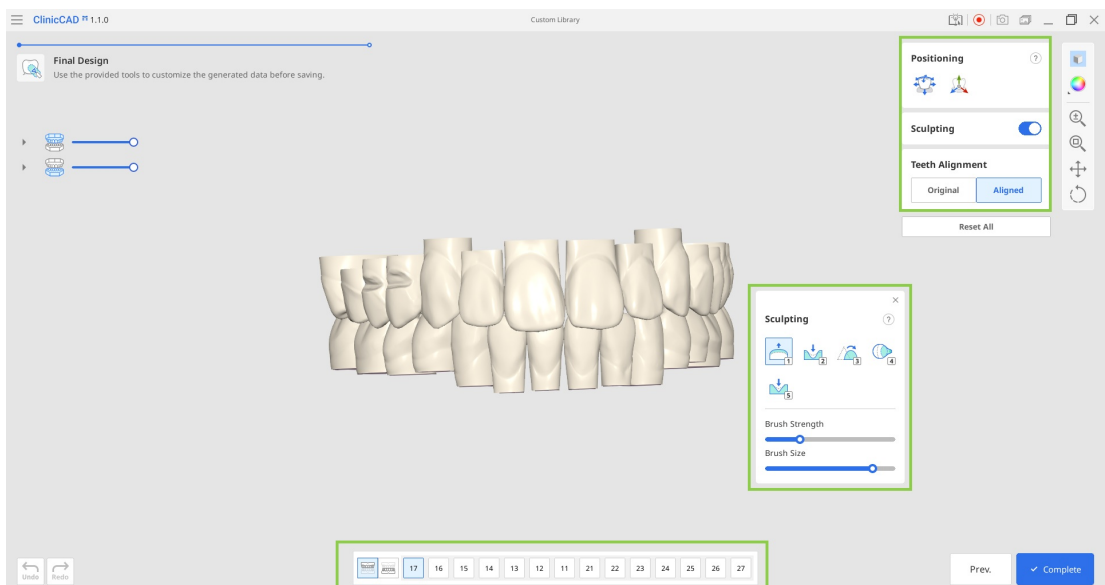 ClinicCAD 1.1.0
Custom Library
Final Design
Use the provided tools to customize the generated data before saving.
Positioning
?
Sculpting
Teeth Alignment
Original Aligned
Reset All
Sculpting
?
1 2 3 4
5
Brush Strength
Brush Size
Undo Redo
17 16 15 14 13 12 11 21 22 23 24 25 26 27
Prev. Complete